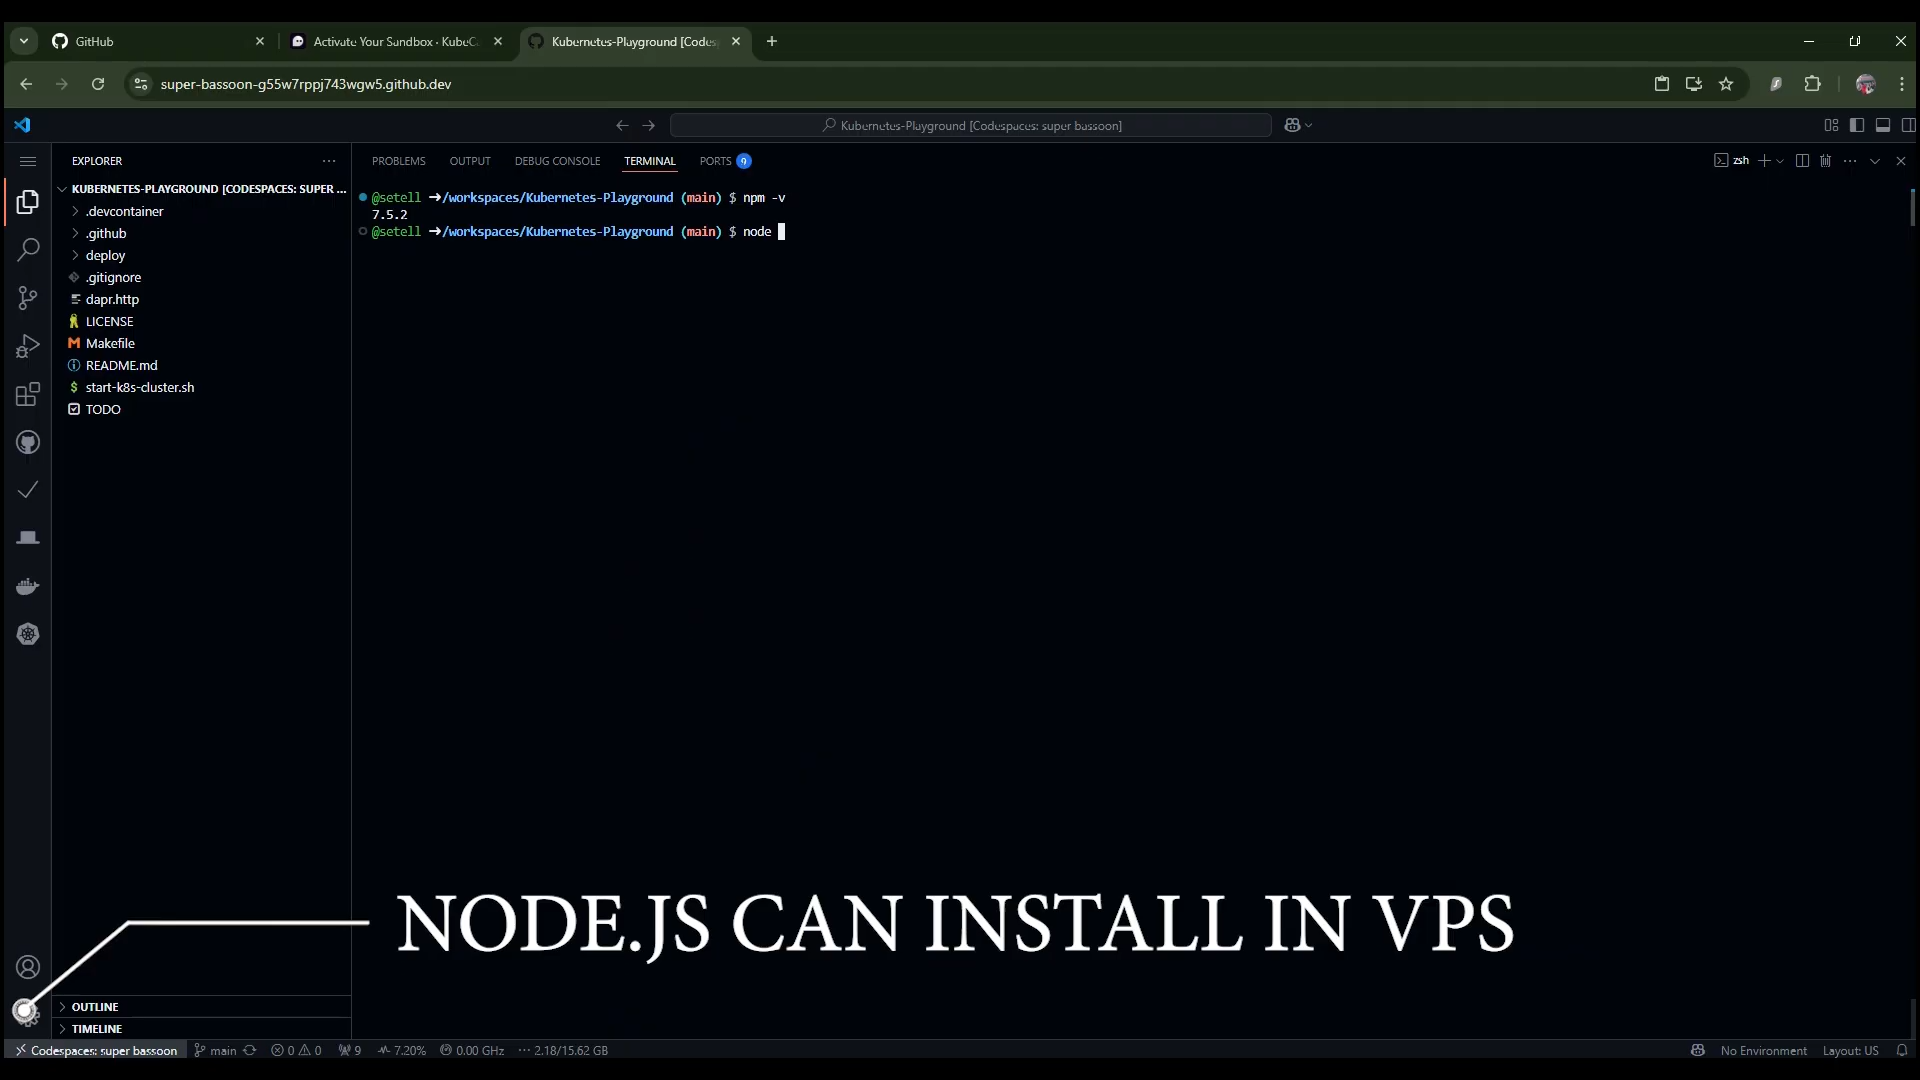 GitHub
Activate Your Sandbox · KubeC
Kubernetes-Playground [Codes
super-bassoon-g55w7rppj743wgw5.github.dev
Kubernetes-Playground [Codespaces: super bassoon]
EXPLORER
PROBLEMS OUTPUT DEBUG CONSOLE TERMINAL PORTS 9
zsh
KUBERNETES-PLAYGROUND [CODESPACES: SUPER ...
.devcontainer
.github
deploy
.gitignore
dapr.http
LICENSE
Makefile
README.md
start-k8s-cluster.sh
TODO
@setell ➜/workspaces/Kubernetes-Playground (main) $ npm -v
7.5.2
@setell ➜/workspaces/Kubernetes-Playground (main) $ node
NODE.JS CAN INSTALL IN VPS
OUTLINE
TIMELINE
Codespaces: super bassoon main 0 0 9 7.20% 0.00 GHz 2.18/15.62 GB
No Environment Layout: US